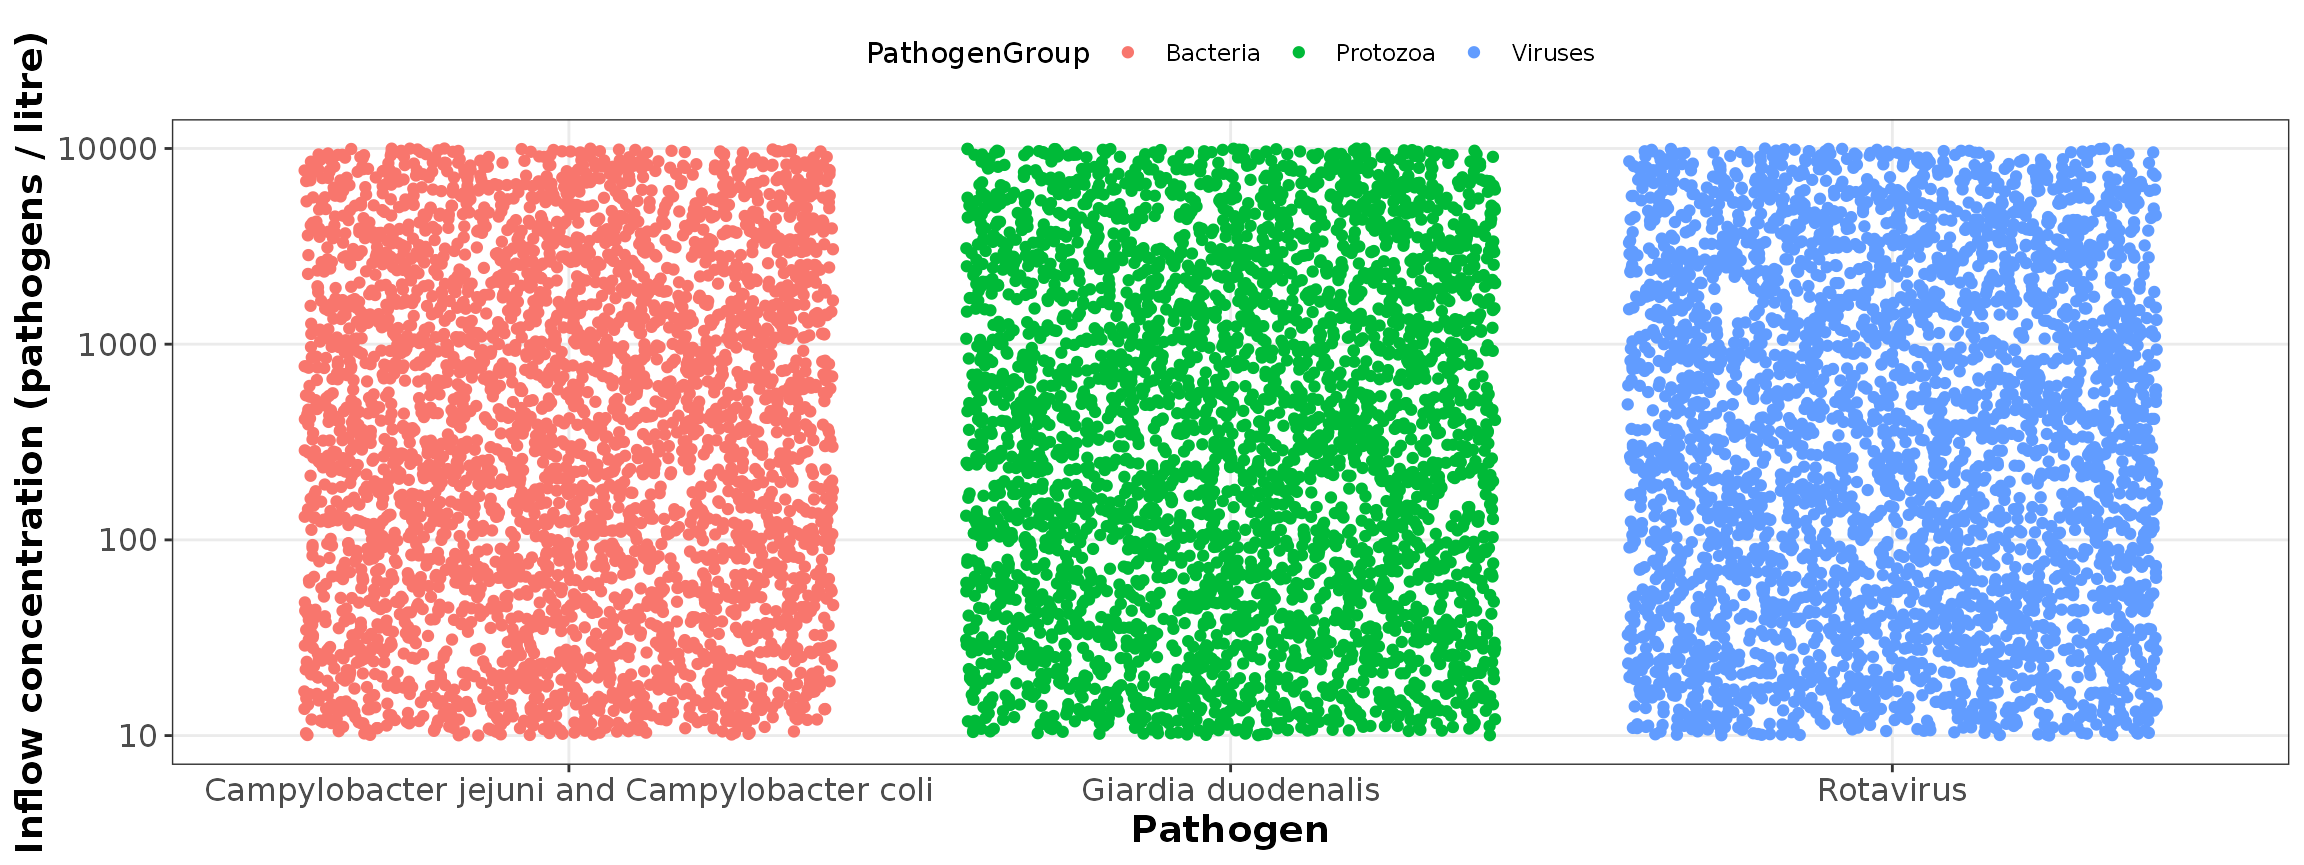 PathogenGroup Bacteria Protozoa Viruses
Inflow concentration (pathogens / litre)
10000
1000
100
10
Campylobacter jejuni and Campylobacter coli Giardia duodenalis Rotavirus
Pathogen